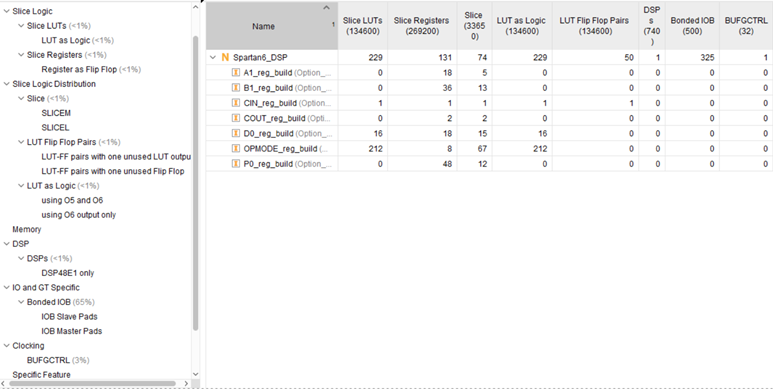 Slice Logic
Slice LUTs (<1%)
LUT as Logic (<1%)
Slice Registers (<1%)
Register as Flip Flop (<1%)
Slice Logic Distribution
Slice (<1%)
SLICEM
SLICEL
LUT Flip Flop Pairs (<1%)
LUT-FF pairs with one unused LUT outpu
LUT-FF pairs with one unused Flip Flop
LUT as Logic (<1%)
using O5 and O6
using O6 output only
Memory
DSP
DSPs (<1%)
DSP48E1 only
IO and GT Specific
Bonded IOB (65%)
IOB Slave Pads
IOB Master Pads
Clocking
BUFGCTRL (3%)
Specific Feature
Name 1
Slice LUTs
(134600)
Slice Registers
(269200)
Slice
(3365
0)
LUT as Logic
(134600)
LUT Flip Flop Pairs
(134600)
DSP
s
(740
)
Bonded IOB
(500)
BUFGCTRL
(32)
N Spartan6_DSP 229 131 74 229 50 1 325 1
I A1_reg_build (Option_... 0 18 5 0 0 0 0 0
I B1_reg_build (Option_... 0 36 13 0 0 0 0 0
I CIN_reg_build (Option_... 1 1 1 1 1 0 0 0
I COUT_reg_build (Optio... 0 2 2 0 0 0 0 0
I D0_reg_build (Option_... 16 18 15 16 0 0 0 0
I OPMODE_reg_build (... 212 8 67 212 0 0 0 0
I P0_reg_build (Option_... 0 48 12 0 0 0 0 0